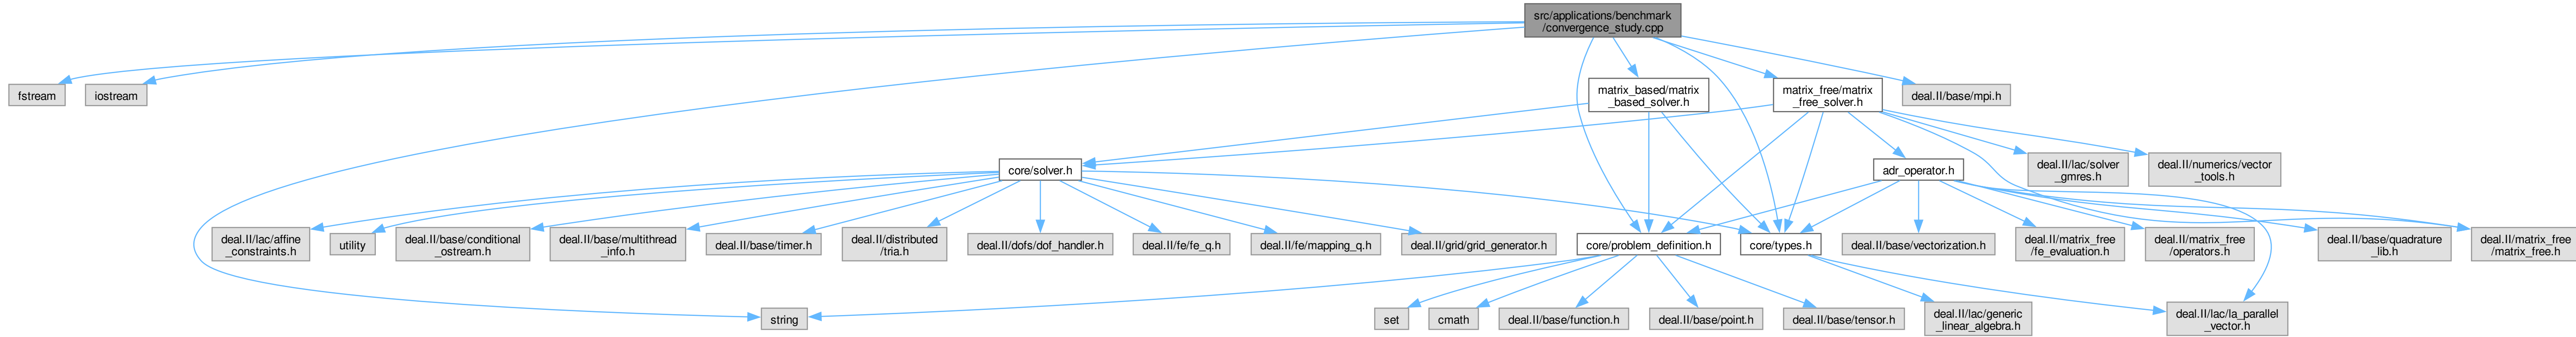 src/applications/benchmark
/convergence_study.cpp
fstream
iostream
matrix_based/matrix
_based_solver.h
matrix_free/matrix
_free_solver.h
deal.II/base/mpi.h
core/solver.h
adr_operator.h
deal.II/lac/solver
_gmres.h
deal.II/numerics/vector
_tools.h
deal.II/lac/affine
_constraints.h
utility
deal.II/base/conditional
_ostream.h
deal.II/base/multithread
_info.h
deal.II/base/timer.h
deal.II/distributed
/tria.h
deal.II/dofs/dof_handler.h
deal.II/fe/fe_q.h
deal.II/fe/mapping_q.h
deal.II/grid/grid_generator.h
core/problem_definition.h
core/types.h
deal.II/base/vectorization.h
deal.II/matrix_free
/fe_evaluation.h
deal.II/matrix_free
/operators.h
deal.II/base/quadrature
_lib.h
deal.II/matrix_free
/matrix_free.h
string
set
cmath
deal.II/base/function.h
deal.II/base/point.h
deal.II/base/tensor.h
deal.II/lac/generic
_linear_algebra.h
deal.II/lac/la_parallel
_vector.h